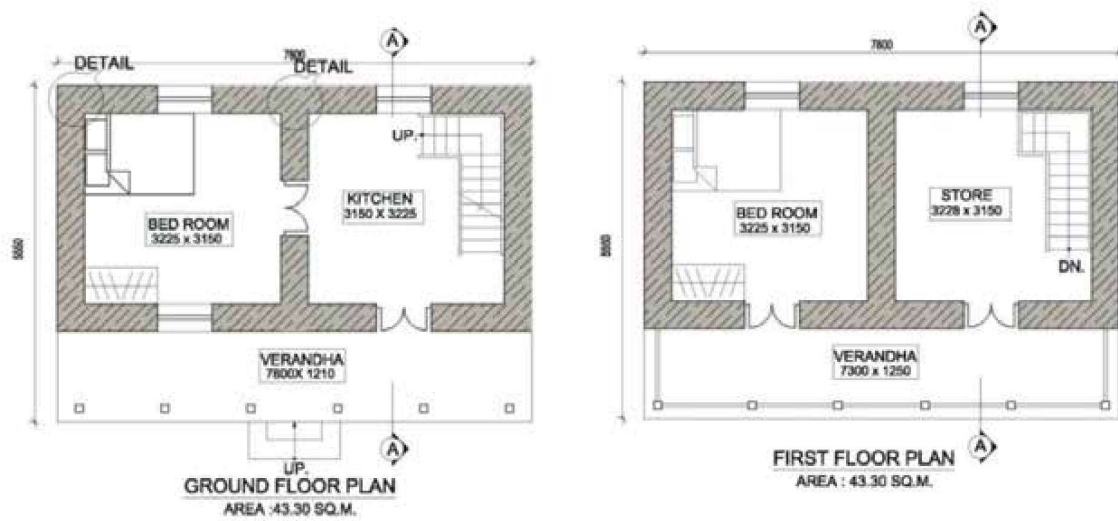 A
7800
DETAIL
DETAIL
UP.
KITCHEN
3150 X 3225
BED ROOM
3225 x 3150
5550
VERANDHA
7800X 1210
A
UP.
GROUND FLOOR PLAN
AREA :43.30 SQ.M.
A
7800
STORE
3228 x 3150
BED ROOM
3225 x 3150
5550
DN.
VERANDHA
7300 x 1250
A
FIRST FLOOR PLAN
AREA : 43.30 SQ.M.